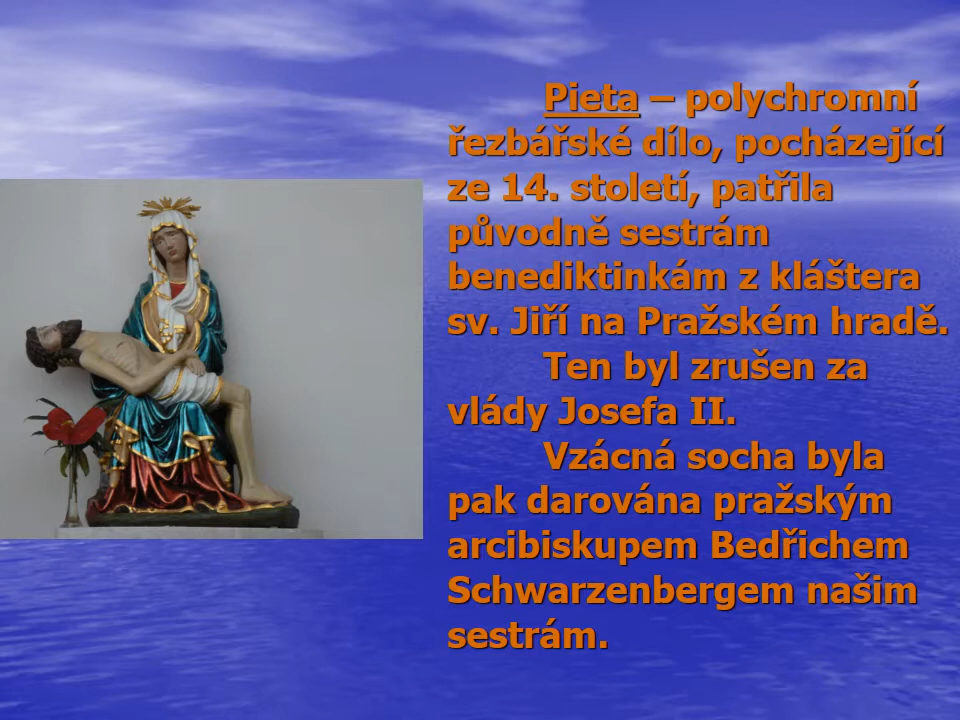 Pieta – polychromní
řezbářské dílo, pocházející
ze 14. století, patřila
původně sestrám
benediktinkám z kláštera
sv. Jiří na Pražském hradě.
Ten byl zrušen za
vlády Josefa II.
Vzácná socha byla
pak darována pražským
arcibiskupem Bedřichem
Schwarzenbergem našim
sestrám.